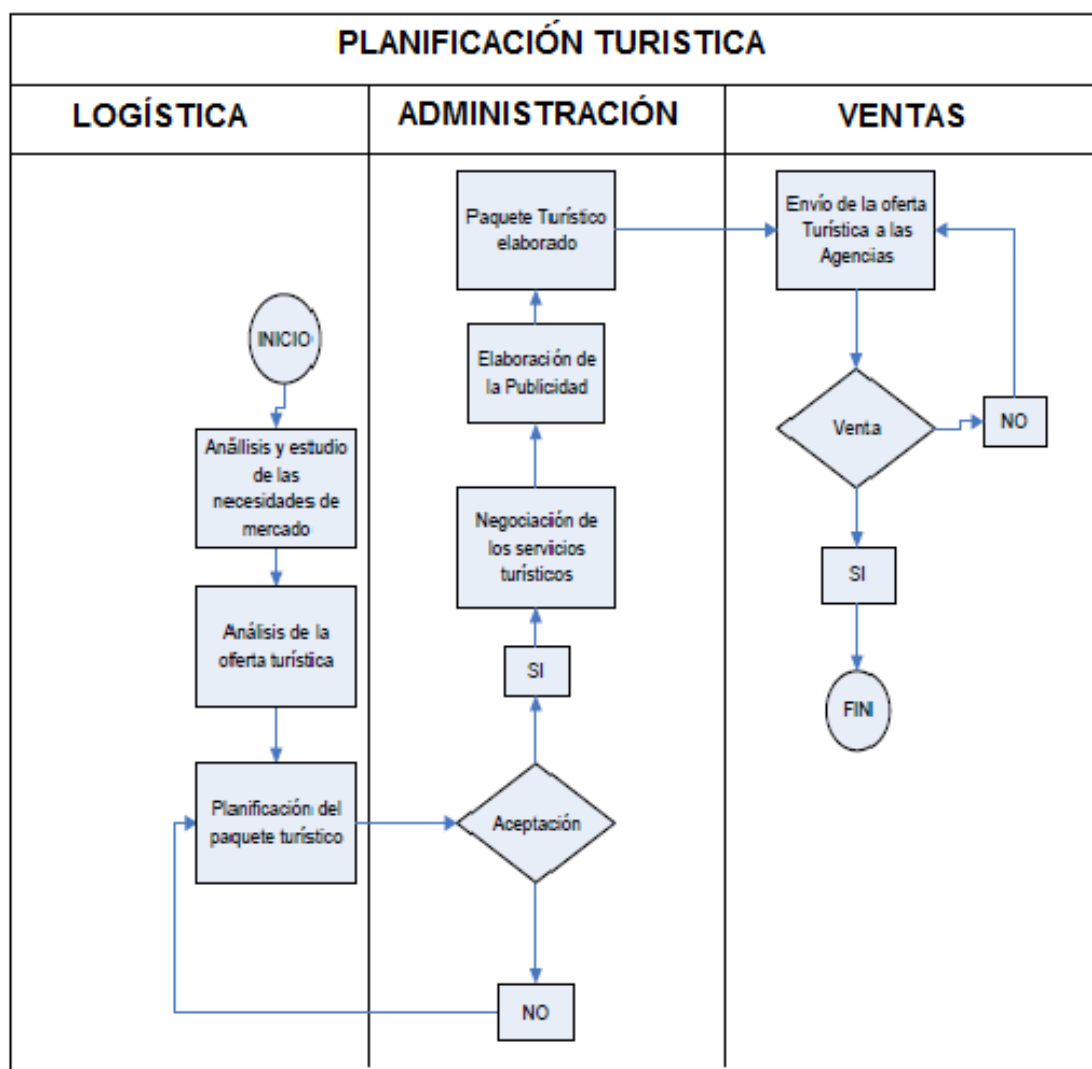 PLANIFICACIÓN TURISTICA
LOGÍSTICA
ADMINISTRACIÓN
VENTAS
INICIO
Anállisis y estudio
de las
necesidades de
mercado
Análisis de la
oferta turística
Planificación del
paquete turístico
Paquete Turístico
elaborado
Elaboración de
la Publicidad
Negociación de
los servicios
turísticos
SI
Aceptación
NO
Envío de la oferta
Turística a las
Agencias
Venta
NO
SI
FINI